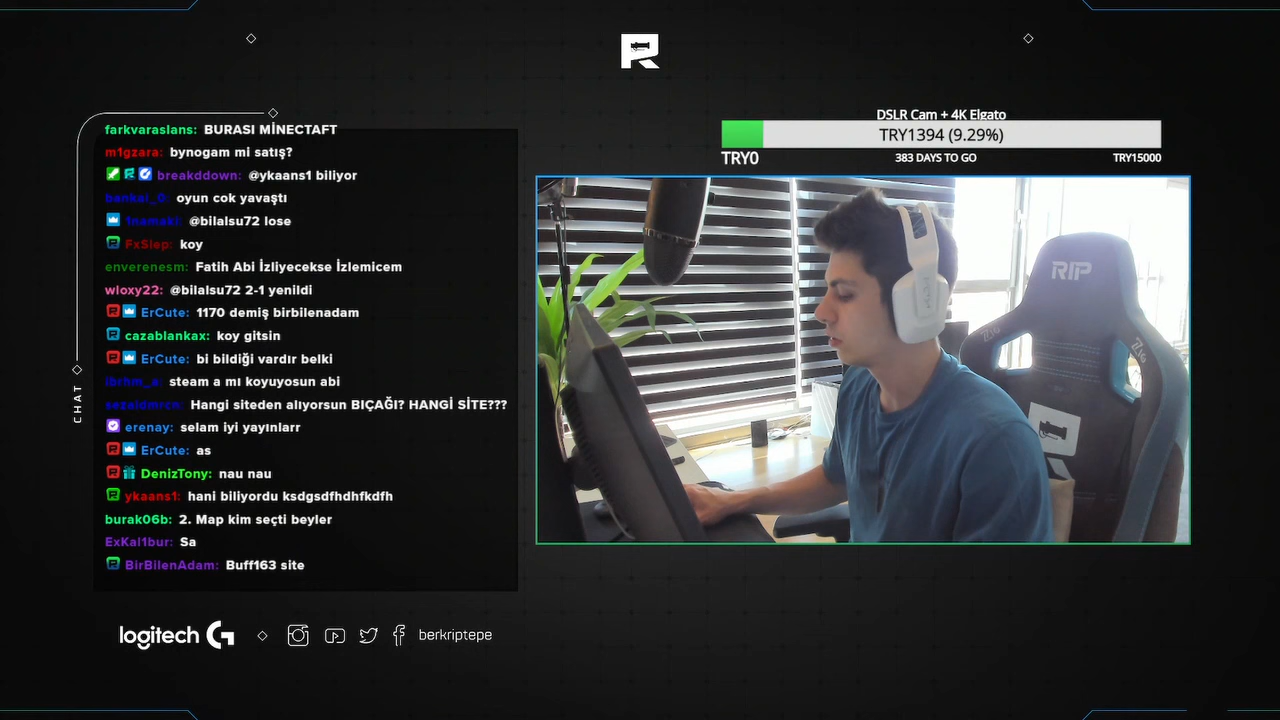 farkvaraslans: BURASI MİNECTAFT
m1gzara: bynogam mi satış?
breakddown: @ykaans1 biliyor
bankai_0: oyun cok yavaştı
1namaki: @bilalsu72 lose
FxSlep: koy
enverenesm: Fatih Abi İzliyecekse İzlemicem
wloxy22: @bilalsu72 2-1 yenildi
ErCute: 1170 demiş birbilenadam
cazablankax: koy gitsin
ErCute: bi bildiği vardır belki
ibrhm_a: steam a mı koyuyosun abi
sezaidmrcn: Hangi siteden alıyorsun BIÇAĞI? HANGİ SİTE???
erenay: selam iyi yayınlarr
ErCute: as
DenizTony: nau nau
ykaans1: hani biliyordu ksdgsdfhdhfkdfh
burak06b: 2. Map kim seçti beyler
ExKal1bur: Sa
BirBilenAdam: Buff163 site
CHAT
logitech G
berkriptepe
DSLR Cam + 4K Elgato
TRY1394 (9.29%)
TRY0
383 DAYS TO GO
TRY15000
RIP